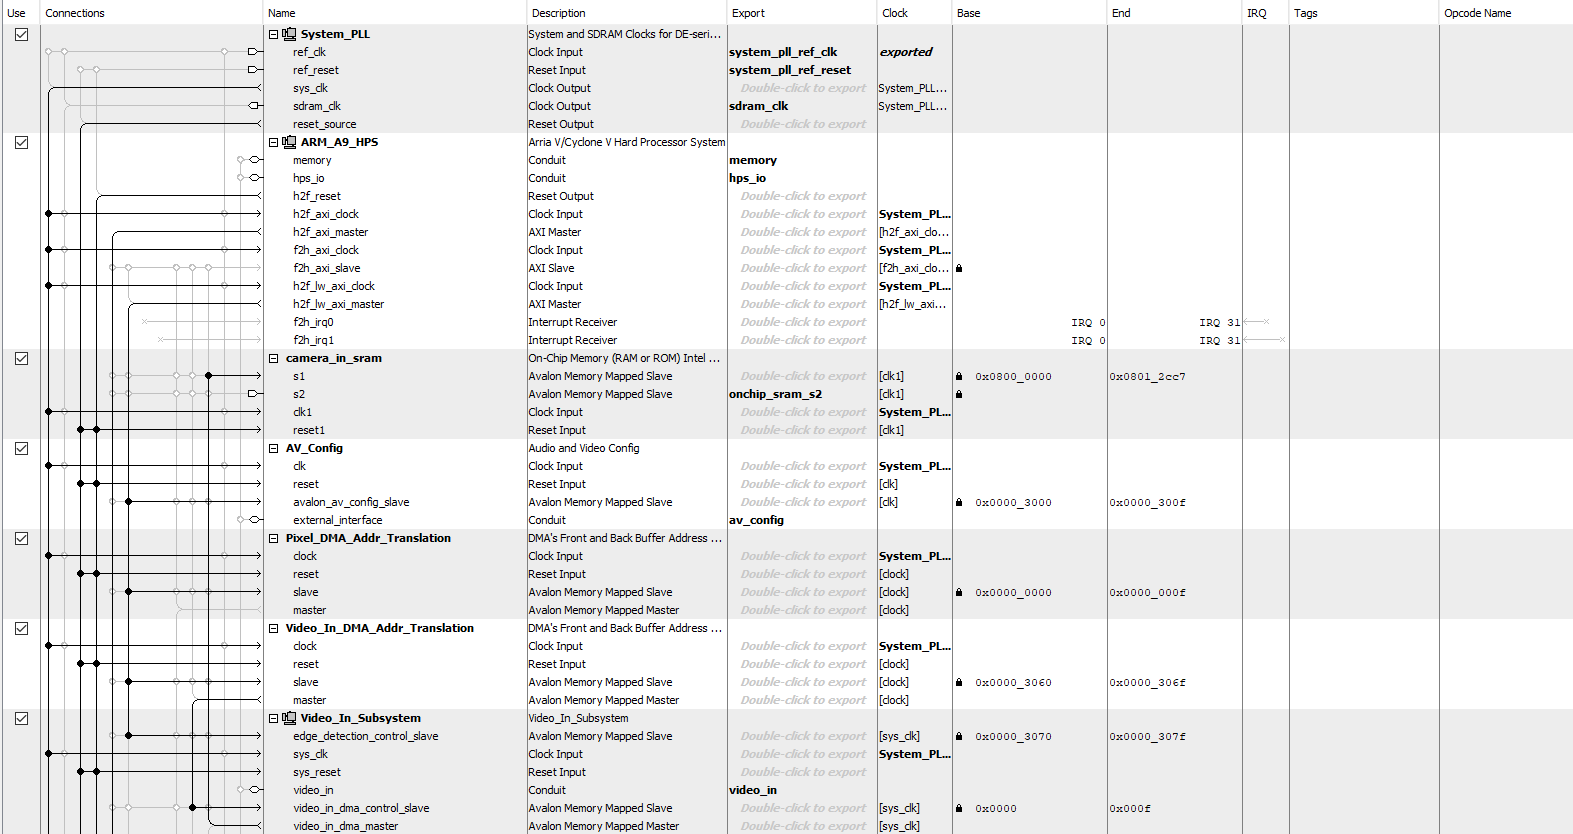 Use Connections Name Description Export Clock Base End IRQ Tags Opcode Name
System_PLL System and SDRAM Clocks for DE-seri...
ref_clk Clock Input system_pll_ref_clk exported
ref_reset Reset Input system_pll_ref_reset
sys_clk Clock Output Double-click to export System_PLL...
sdram_clk Clock Output sdram_clk System_PLL...
reset_source Reset Output Double-click to export
ARM_A9_HPS Arria V/Cyclone V Hard Processor System
memory Conduit memory
hps_io Conduit hps_io
h2f_reset Reset Output Double-click to export
h2f_axi_clock Clock Input Double-click to export System_PL...
h2f_axi_master AXI Master Double-click to export [h2f_axi_clo...
f2h_axi_clock Clock Input Double-click to export System_PL...
f2h_axi_slave AXI Slave Double-click to export [f2h_axi_clo...
h2f_lw_axi_clock Clock Input Double-click to export System_PL...
h2f_lw_axi_master AXI Master Double-click to export [h2f_lw_axi...
f2h_irq0 Interrupt Receiver Double-click to export IRQ 0 IRQ 31
f2h_irq1 Interrupt Receiver Double-click to export IRQ 0 IRQ 31
camera_in_sram On-Chip Memory (RAM or ROM) Intel ...
s1 Avalon Memory Mapped Slave Double-click to export [clk1] 0x0800_0000 0x0801_2cc7
s2 Avalon Memory Mapped Slave onchip_sram_s2 [clk1]
clk1 Clock Input Double-click to export System_PL...
reset1 Reset Input Double-click to export [clk1]
AV_Config Audio and Video Config
clk Clock Input Double-click to export System_PL...
reset Reset Input Double-click to export [clk]
avalon_av_config_slave Avalon Memory Mapped Slave Double-click to export [clk] 0x0000_3000 0x0000_300f
external_interface Conduit av_config
Pixel_DMA_Addr_Translation DMA's Front and Back Buffer Address ...
clock Clock Input Double-click to export System_PL...
reset Reset Input Double-click to export [clock]
slave Avalon Memory Mapped Slave Double-click to export [clock] 0x0000_0000 0x0000_000f
master Avalon Memory Mapped Master Double-click to export [clock]
Video_In_DMA_Addr_Translation DMA's Front and Back Buffer Address ...
clock Clock Input Double-click to export System_PL...
reset Reset Input Double-click to export [clock]
slave Avalon Memory Mapped Slave Double-click to export [clock] 0x0000_3060 0x0000_306f
master Avalon Memory Mapped Master Double-click to export [clock]
Video_In_Subsystem Video_In_Subsystem
edge_detection_control_slave Avalon Memory Mapped Slave Double-click to export [sys_clk] 0x0000_3070 0x0000_307f
sys_clk Clock Input Double-click to export System_PL...
sys_reset Reset Input Double-click to export
video_in Conduit video_in
video_in_dma_control_slave Avalon Memory Mapped Slave Double-click to export [sys_clk] 0x0000 0x000f
video_in_dma_master Avalon Memory Mapped Master Double-click to export [sys_clk]